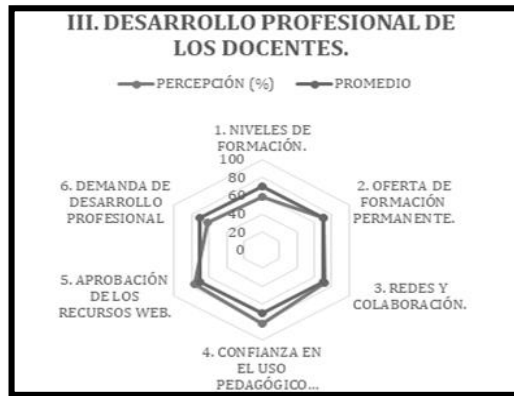 III. DESARROLLO PROFESIONAL DE
LOS DOCENTES.
PERCEPCIÓN (%) PROMEDIO
1. NIVELES DE
FORMACIÓN.
100
80
60
40
20
0
2. OFERTA DE
FORMACIÓN
PERMANENTE.
3. REDES Y
COLABORACIÓN.
4. CONFIANZA EN
EL USO
PEDAGÓGICO...
5. APROBACIÓN
DE LOS
RECURSOS WEB.
6. DEMANDA DE
DESARROLLO
PROFESIONAL